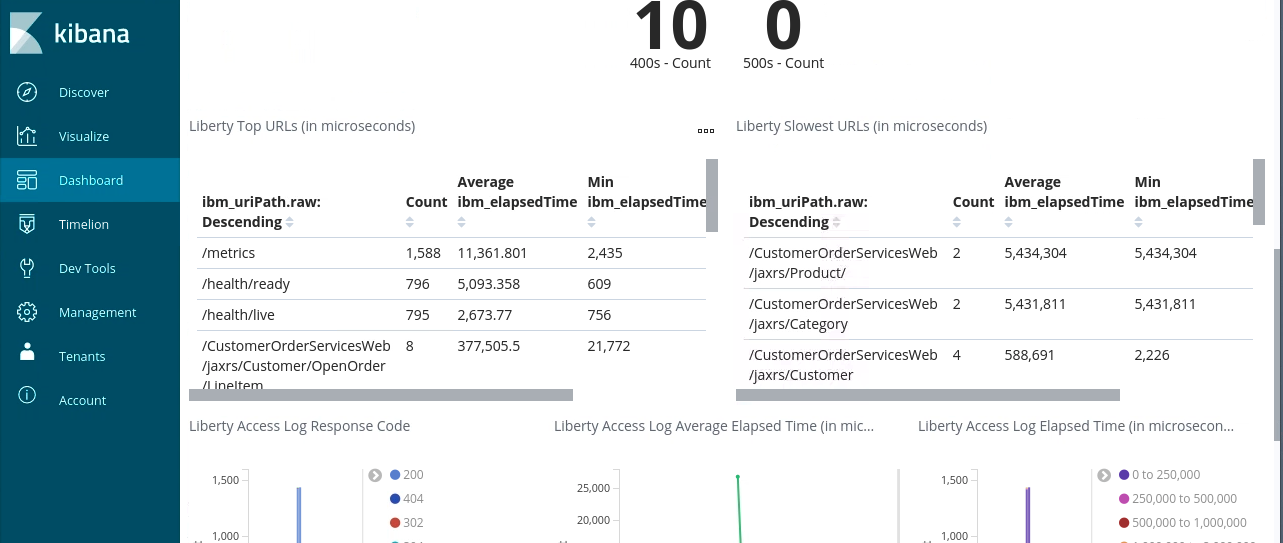 kibana
Discover
Visualize
Dashboard
Timelion
Dev Tools
Management
Tenants
Account
10 0
400s - Count 500s - Count
Liberty Top URLs (in microseconds)
ibm_uriPath.raw: Descending Count Average ibm_elapsedTime Min ibm_elapsedTime
/metrics 1,588 11,361.801 2,435
/health/ready 796 5,093.358 609
/health/live 795 2,673.77 756
/CustomerOrderServicesWeb 8 377,505.5 21,772
/jaxrs/Customer/OpenOrder
/LineItem
Liberty Slowest URLs (in microseconds)
ibm_uriPath.raw: Descending Count Average ibm_elapsedTime Min ibm_elapsedTime
/CustomerOrderServicesWeb 2 5,434,304 5,434,304
/jaxrs/Product/
/CustomerOrderServicesWeb 2 5,431,811 5,431,811
/jaxrs/Category
/CustomerOrderServicesWeb 4 588,691 2,226
/jaxrs/Customer
Liberty Access Log Response Code
1,500
1,000
200
404
302
Liberty Access Log Average Elapsed Time (in mic...
25,000
20,000
Liberty Access Log Elapsed Time (in microsecon...
1,500
1,000
0 to 250,000
250,000 to 500,000
500,000 to 1,000,000